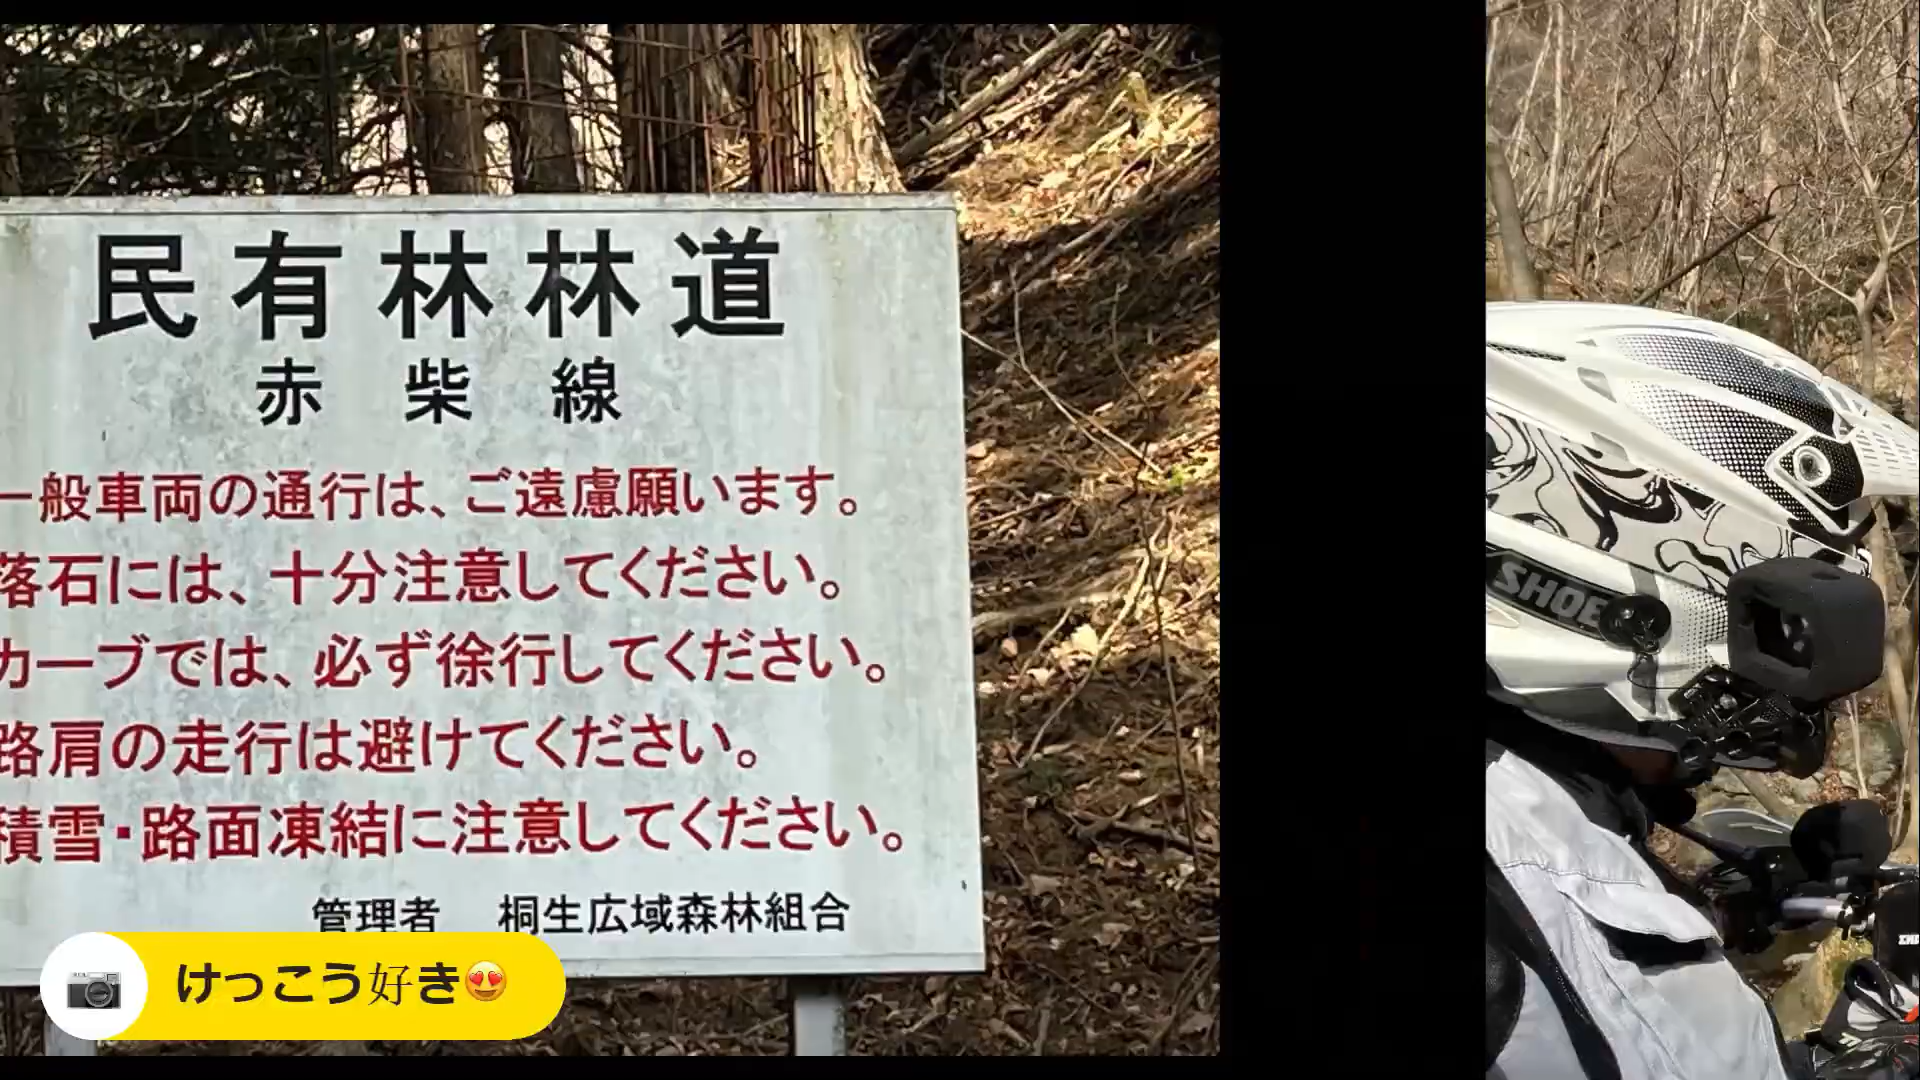 民有林林道
赤柴線
一般車両の通行は、ご遠慮願います。
落石には、十分注意してください。
カーブでは、必ず徐行してください。
路肩の走行は避けてください。
積雪・路面凍結に注意してください。
管理者 桐生広域森林組合
けっこう好き😍
SHOE